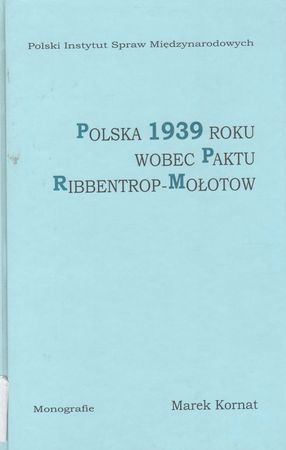 Polski Instytut Spraw Międzynarodowych
POLSKA 1939 ROKU
WOBEC PAKTU
RIBBENTROP-MOŁOTOW
Monografie
Marek Kornat